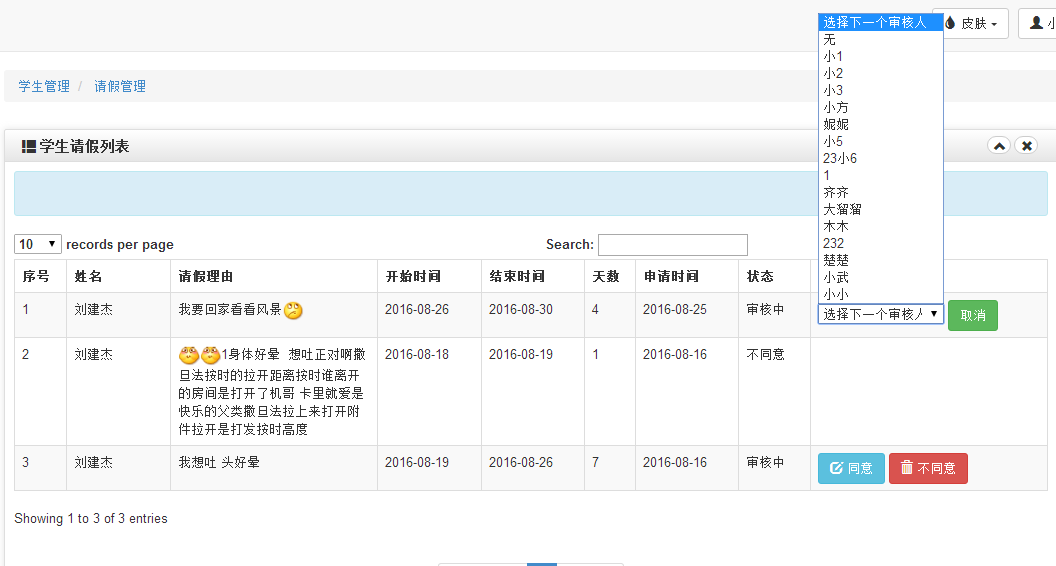 皮肤
小
学生管理 / 请假管理
学生请假列表
选择下一个审核人
无
小1
小2
小3
小方
妮妮
小5
23小6
1
齐齐
大溜溜
木木
232
楚楚
小武
小小
10 records per page
Search:
序号 姓名 请假理由 开始时间 结束时间 天数 申请时间 状态
1 刘建杰 我要回家看看风景 2016-08-26 2016-08-30 4 2016-08-25 审核中 选择下一个审核人 取消
2 刘建杰 1身体好晕 想吐正对啊撒 2016-08-18 2016-08-19 1 2016-08-16 不同意
旦法按时的拉开距离按时谁离开
的房间是打开了机哥 卡里就爱是
快乐的父类撒旦法拉上来打开附
件拉开是打发按时高度
3 刘建杰 我想吐 头好晕 2016-08-19 2016-08-26 7 2016-08-16 审核中 同意 不同意
Showing 1 to 3 of 3 entries